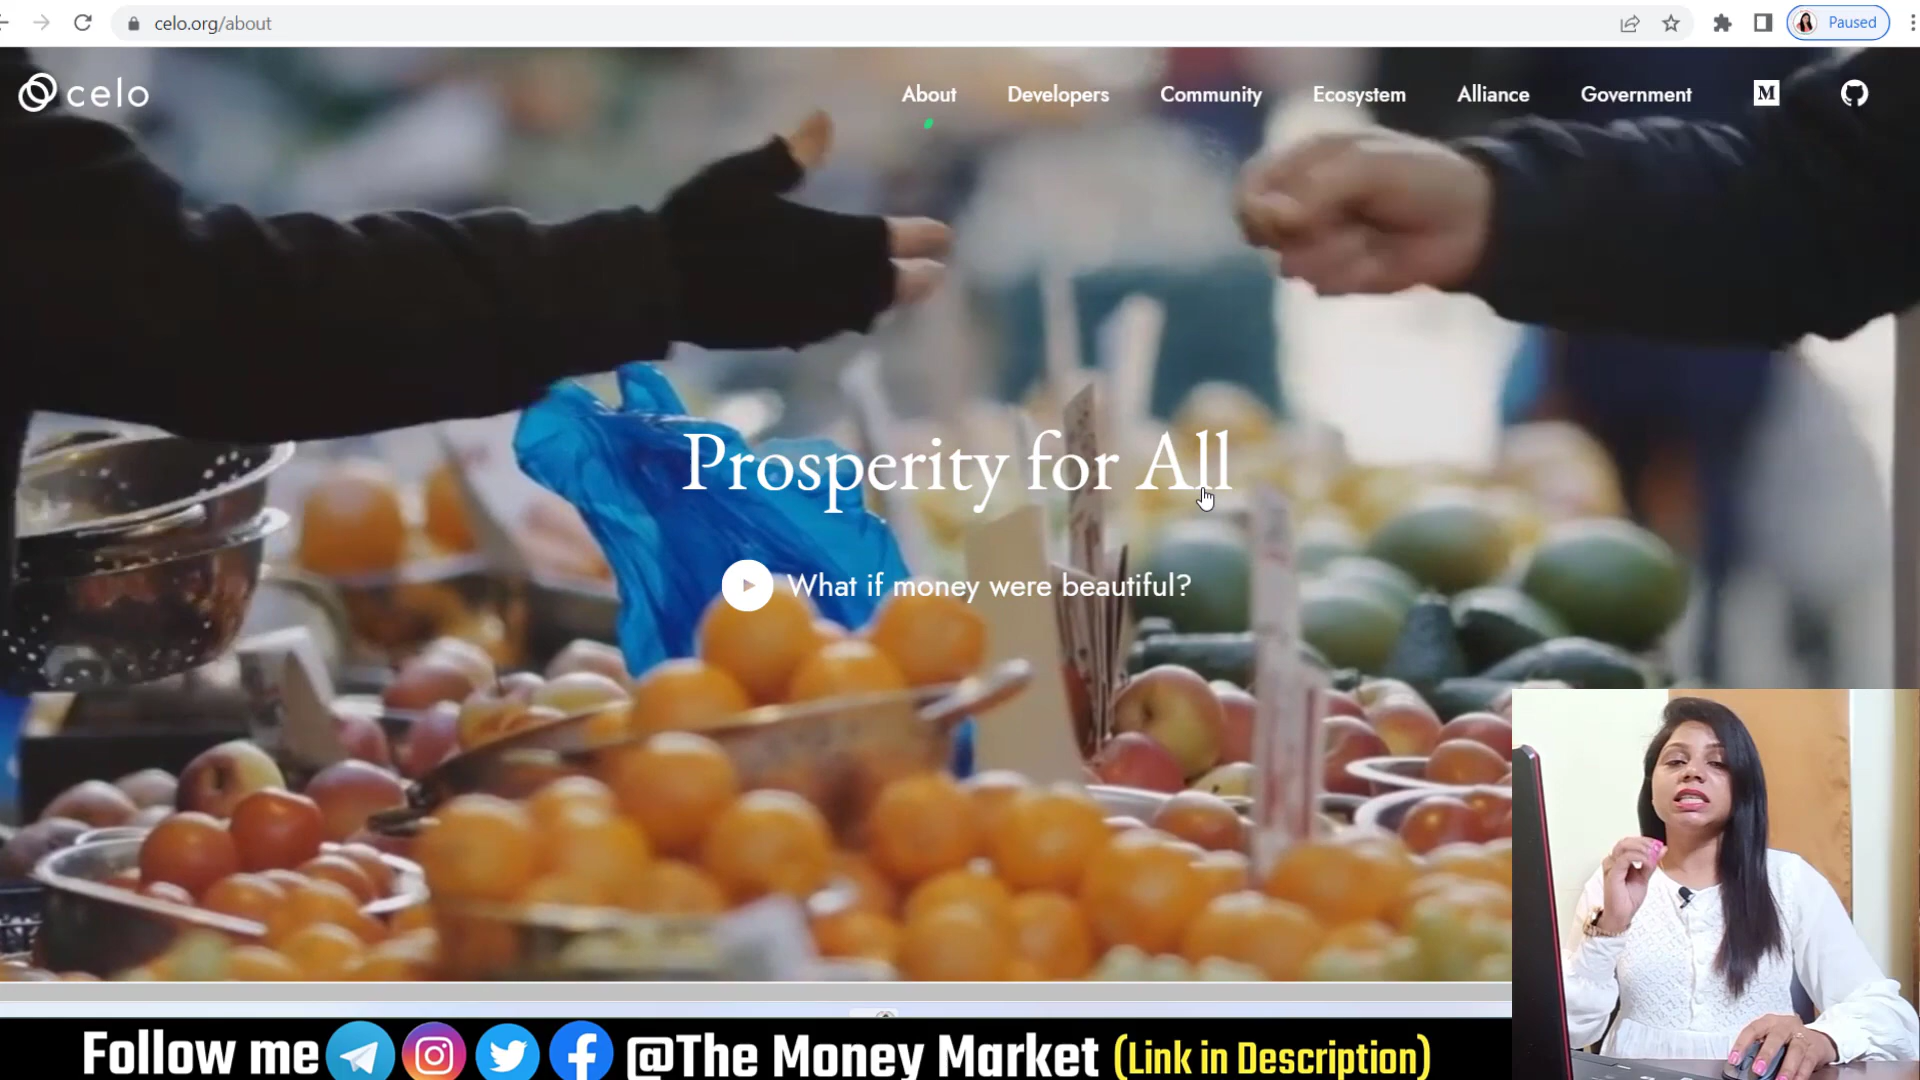 celo.org/about
Paused
celo
About
Developers
Community
Ecosystem
Alliance
Government
M
Prosperity for All
What if money were beautiful?
Follow me @The Money Market (Link in Description)